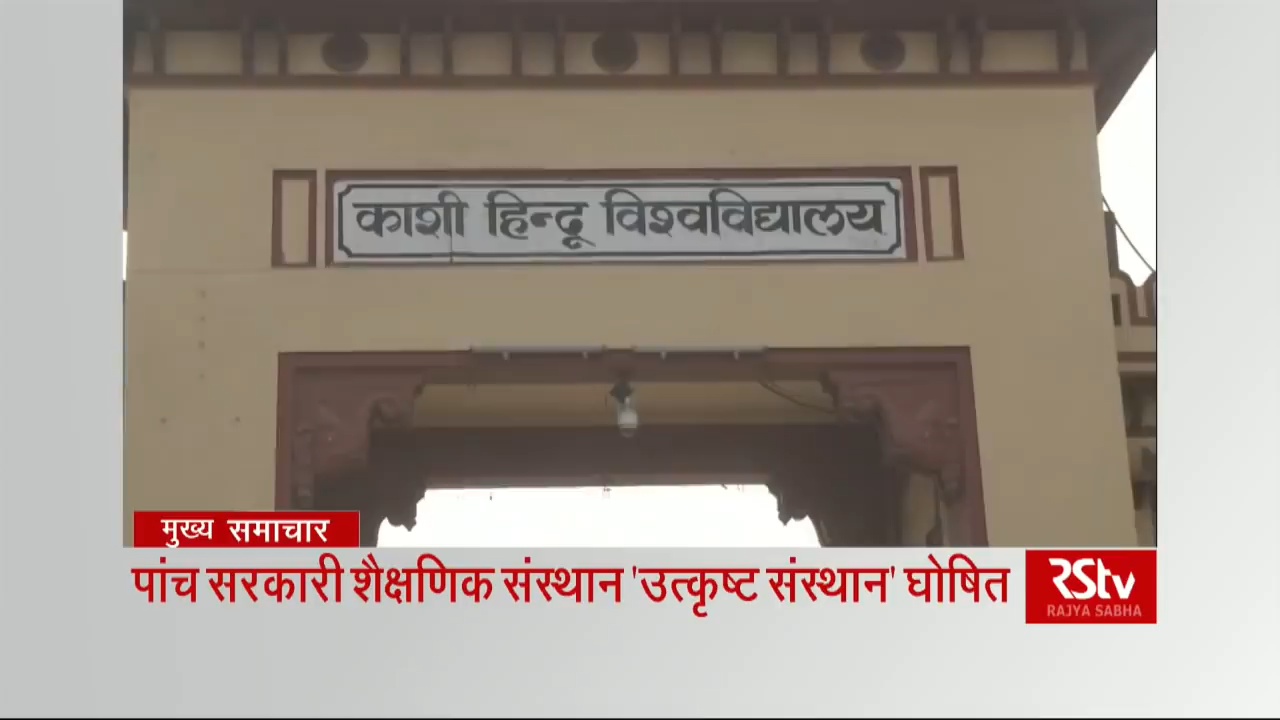 काशी हिन्दू विश्वविद्यालय
मुख्य समाचार
पांच सरकारी शैक्षणिक संस्थान 'उत्कृष्ट संस्थान' घोषित
RSTV
RAJYA SABHA